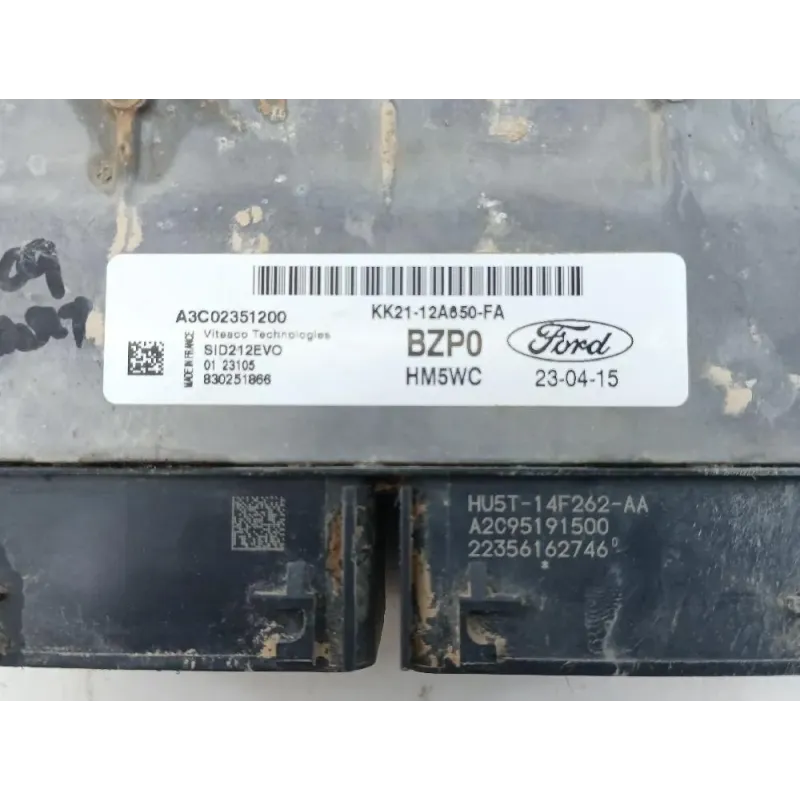 A3C02351200
Vitesco Technologies
SID212EVO
01 23105
830251866
MADE IN FRANCE
KK21-12A650-FA
BZP0
Ford
HM5WC
23-04-15
HU5T-14F262-AA
A2C95191500
22356162746
*